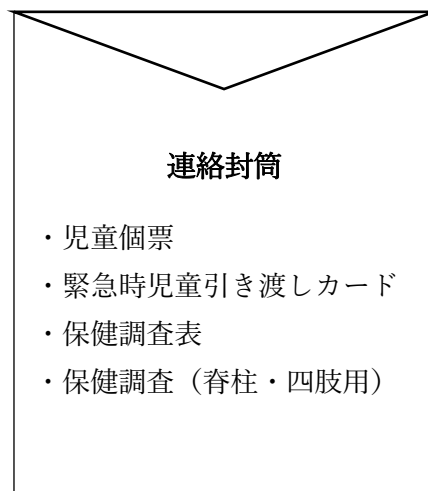 連絡封筒
・児童個票
・緊急時児童引き渡しカード
・保健調査表
・保健調査（脊柱・四肢用）